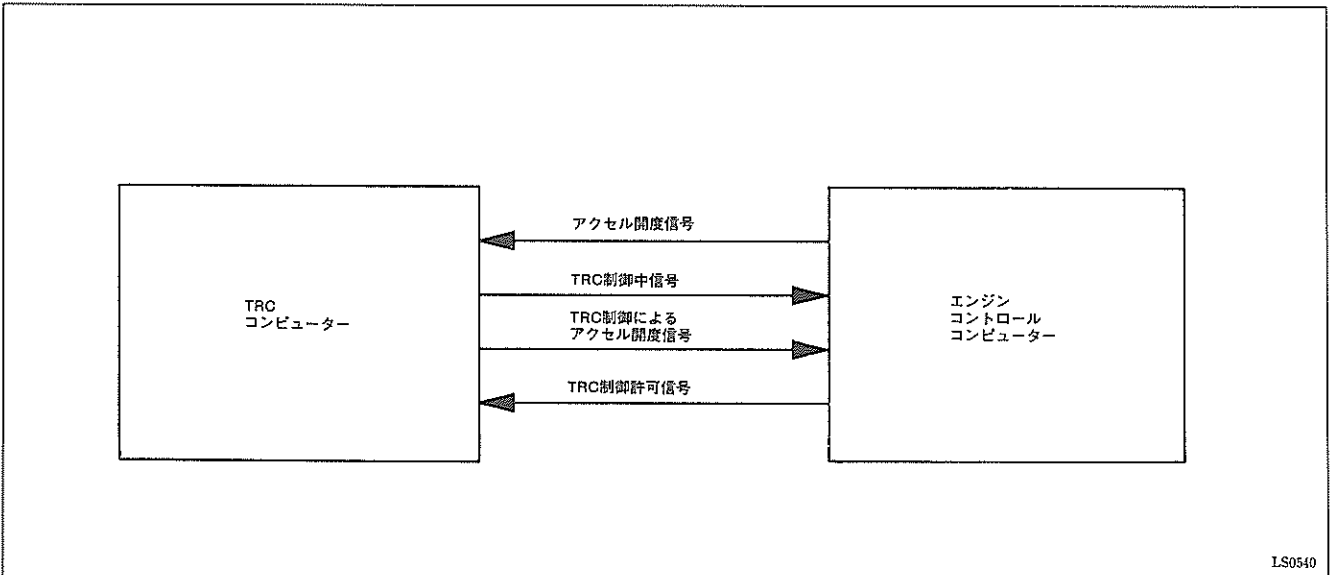 アクセル開度信号
TRC制御中信号
TRC
コンピューター
TRC制御による
アクセル開度信号
TRC制御許可信号
エンジン
コントロール
コンピューター
LS0540